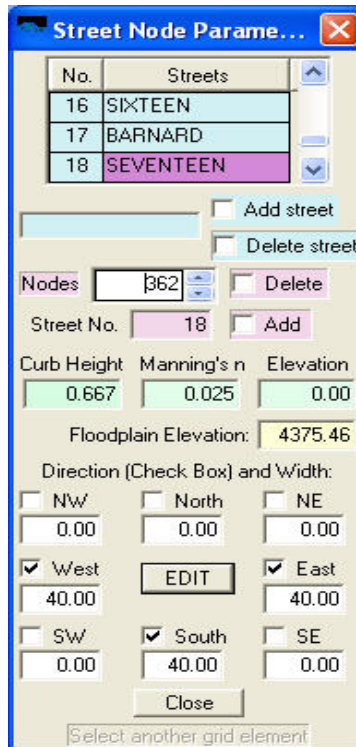 Street Node Parame...
No. Streets
16 SIXTEEN
17 BARNARD
18 SEVENTEEN
Add street
Delete street
Nodes 362 Delete
Street No. 18 Add
Curb Height Manning's n Elevation
0.667 0.025 0.00
Floodplain Elevation: 4375.46
Direction (Check Box) and Width:
NW North NE
0.00 0.00 0.00
West EDIT East
40.00 40.00
SW South SE
0.00 40.00 0.00
Close
Select another grid element